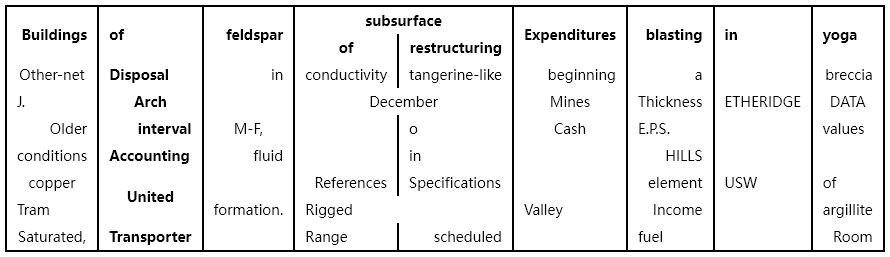 subsurface
Buildings of feldspar Expenditures blasting in yoga
of restructuring
Other-net Disposal in conductivity tangerine-like beginning a breccia
J. Arch December Mines Thickness ETHERIDGE DATA
Older interval M-F, o Cash E.P.S. values
conditions Accounting fluid in HILLS
copper United References Specifications element USW of
Tram formation. Rigged Valley Income argillite
Saturated, Transporter Range scheduled fuel Room